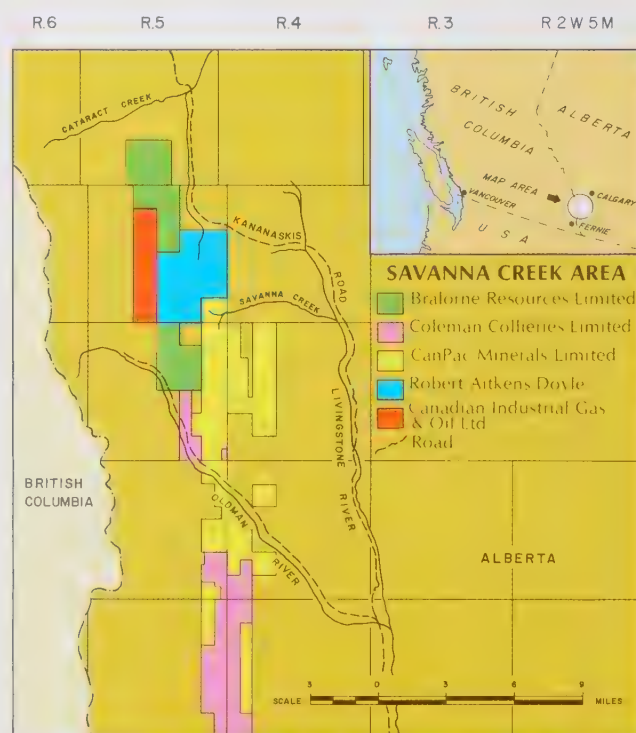 R.6 R.5 R.4 R.3 R 2 W 5 M
CATARACT CREEK
BRITISH
COLUMBIA
ALBERTA
MAP AREA
VANCOUVER
CALGARY
FERNIE
U S A
KANANASKIS
ROAD
SAVANNA CREEK
SAVANNA CREEK AREA
Bralorne Resources Limited
Coleman Collieries Limited
CanPac Minerals Limited
Robert Aitkens Doyle
Canadian Industrial Gas
& Oil Ltd
Road
LIVINGSTONE
RIVER
BRITISH
COLUMBIA
OLDMAN
RIVER
ALBERTA
SCALE 3 0 3 6 9 MILES